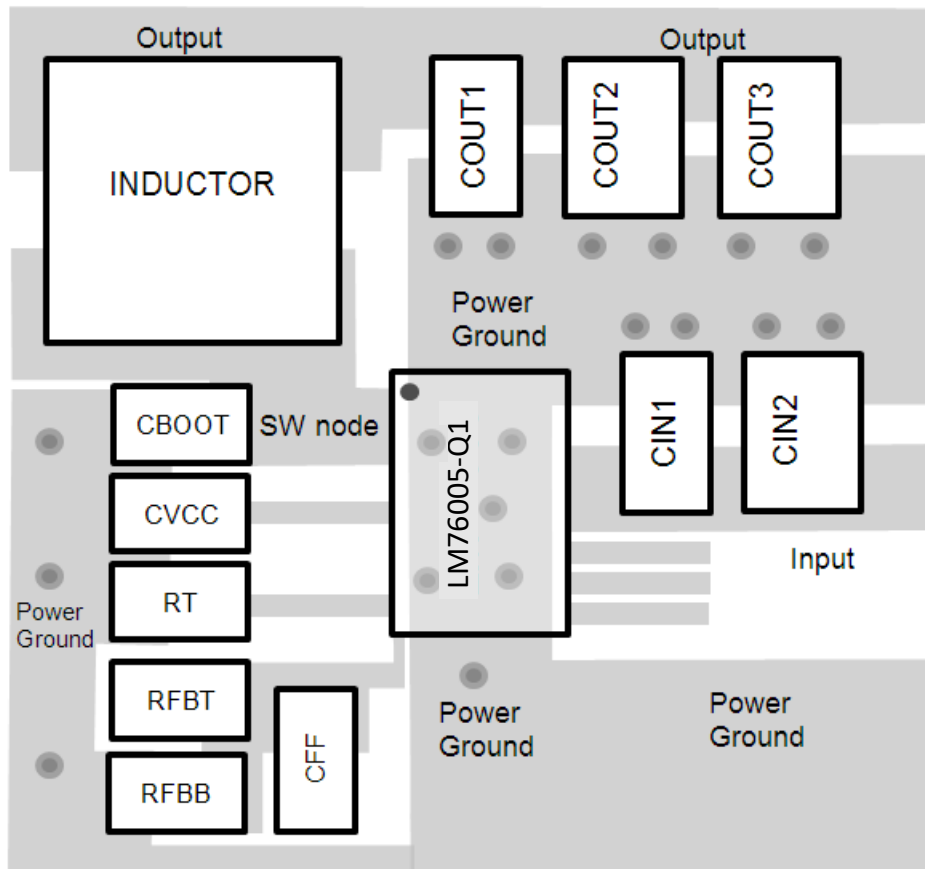 Output
Output
INDUCTOR
COUT1
COUT2
COUT3
Power
Ground
CBOOT
SW node
LM76005-Q1
CIN1
CIN2
CVCC
Input
RT
Power
Ground
RFBT
CFF
Power
Ground
Power
Ground
RFBB